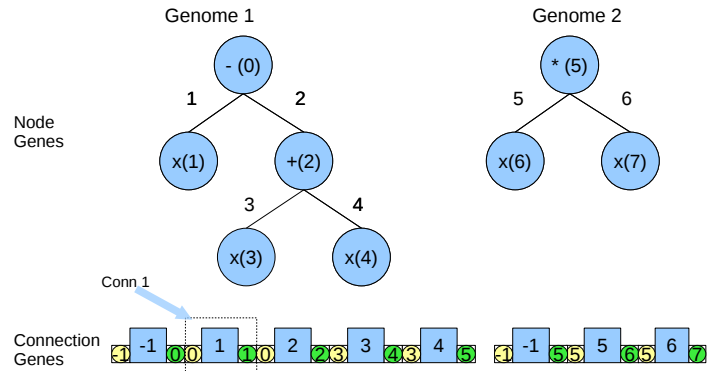 Genome 1 Genome 2
- (0) * (5)
1 2 5 6
Node
Genes
x(1) +(2) x(6) x(7)
3 4
x(3) x(4)
Conn 1
Connection
Genes
-1 -1 0 0 1 1 0 2 2 3 3 4 3 4 5 -1 -1 5 5 5 6 5 6 7